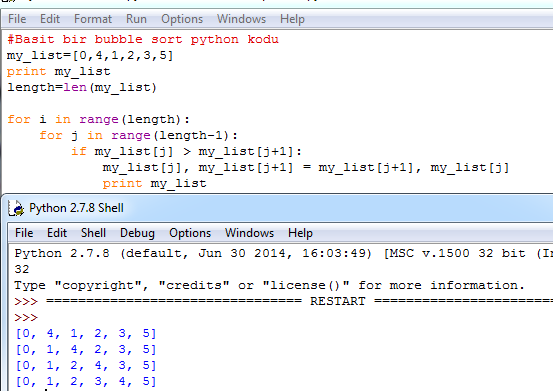 File Edit Format Run Options Windows Help
#Basit bir bubble sort python kodu
my_list=[0,4,1,2,3,5]
print my_list
length=len(my_list)
for i in range(length):
    for j in range(length-1):
        if my_list[j] > my_list[j+1]:
            my_list[j], my_list[j+1] = my_list[j+1], my_list[j]
            print my_list
Python 2.7.8 Shell
File Edit Shell Debug Options Windows Help
Python 2.7.8 (default, Jun 30 2014, 16:03:49) [MSC v.1500 32 bit
32
Type "copyright", "credits" or "license()" for more information.
>>> ================================ RESTART ================================
>>>
[0, 4, 1, 2, 3, 5]
[0, 1, 4, 2, 3, 5]
[0, 1, 2, 4, 3, 5]
[0, 1, 2, 3, 4, 5]